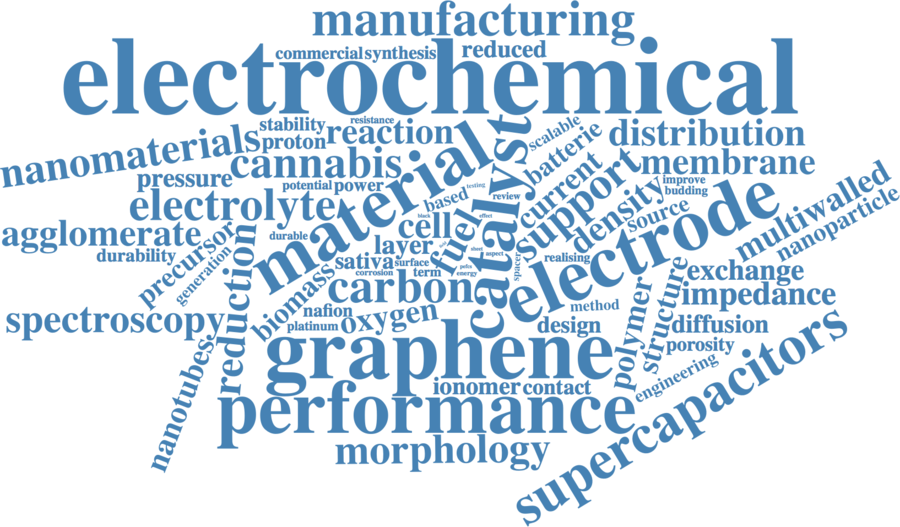 manufacturing
commercial
synthesis
reduced
electrochemical
resistance
stability
reaction
scalable
distribution
nanomaterials
proton
cannabis
material
catalyst
batterie
membrane
pressure
potential
power
testing
review
current
support
improve
budding
electrolyte
based
density
source
multiwalled
nanoparticle
agglomerate
black
effect
cell
fuel
electrode
durable
layer
durability
precursor
generation
sativa
surface
short
aspect
spacer
realising
corrosion
term
pefcs
energy
exchange
biomass
carbon
impedance
reduction
nafion
oxygen
method
polymer
structure
spectroscopy
platinum
design
diffusion
graphene
porosity
supercapacitors
nanotubes
ionomer
contact
engineering
performance
morphology